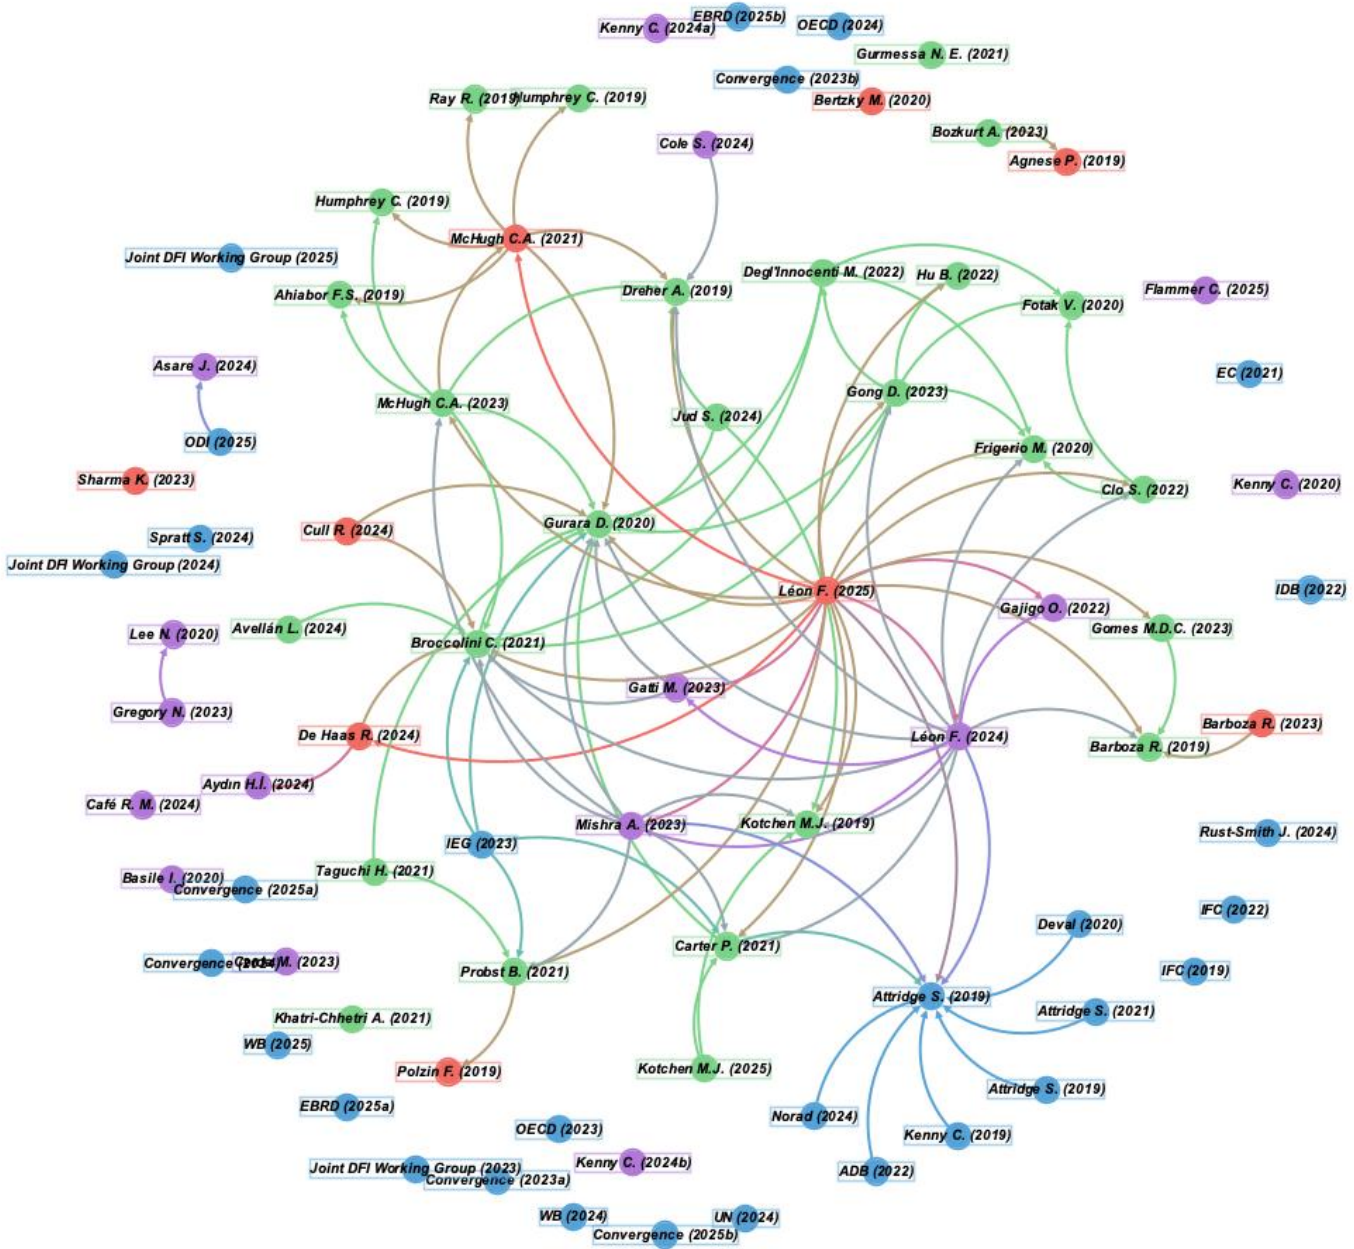 EBRD (2025b)
Kenny C. (2024a)
OECD (2024)
Gurmessa N. E. (2021)
Convergence (2023b)
Ray R. (2019)
Humphrey C. (2019)
Bertzky M. (2020)
Bozkurt A. (2023)
Cole S. (2024)
Agnese P. (2019)
Humphrey C. (2019)
McHugh C.A. (2021)
Joint DFI Working Group (2025)
Degl'Innocenti M. (2022)
Hu B. (2022)
Ahiabor F.S. (2019)
Dreher A. (2019)
Flammer C. (2025)
Fotak V. (2020)
Asare J. (2024)
EC (2021)
Gong D. (2023)
McHugh C.A. (2023)
Jud S. (2024)
ODI (2025)
Frigerio M. (2020)
Sharma K. (2023)
Kenny C. (2020)
Clo S. (2022)
Gurara D. (2020)
Cull R. (2024)
Spratt S. (2024)
Joint DFI Working Group (2024)
Léon F. (2025)
IDB (2022)
Gajigo O. (2022)
Lee N. (2020)
Avellán L. (2024)
Gomes M.D.C. (2023)
Broccolini C. (2021)
Gatti M. (2023)
Gregory N. (2023)
Barboza R. (2023)
De Haas R. (2024)
Léon F. (2024)
Barboza R. (2019)
Aydın H.İ. (2024)
Café R. M. (2024)
Mishra A. (2023)
Kotchen M.J. (2019)
Rust-Smith J. (2024)
IEG (2023)
Taguchi H. (2021)
Basile I. (2020)
Convergence (2025a)
IFC (2022)
Deval (2020)
Carter P. (2021)
Convergence (2024)
M. (2023)
Probst B. (2021)
IFC (2019)
Attridge S. (2019)
Attridge S. (2021)
Khatri-Chhetri A. (2021)
WB (2025)
Polzin F. (2019)
Kotchen M.J. (2025)
Attridge S. (2019)
EBRD (2025a)
Norad (2024)
OECD (2023)
Kenny C. (2019)
Kenny C. (2024b)
Joint DFI Working Group (2023)
ADB (2022)
Convergence (2023a)
WB (2024)
UN (2024)
Convergence (2025b)